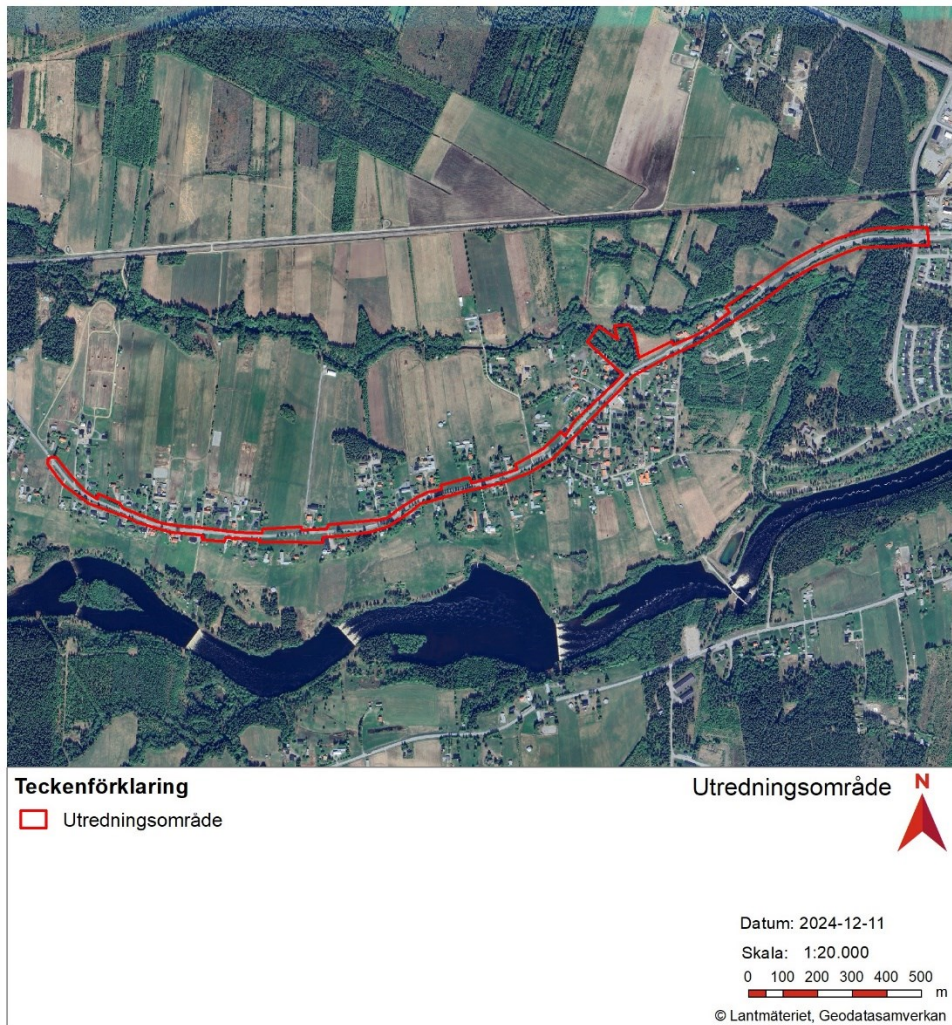 Teckenförklaring
Utredningsområde
Utredningsområde
N
Datum: 2024-12-11
Skala: 1:20.000
0 100 200 300 400 500
m
© Lantmäteriet, Geodatasamverkan